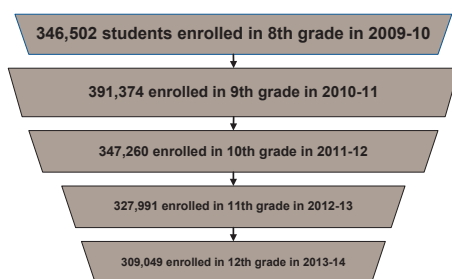 346,502 students enrolled in 8th grade in 2009-10
391,374 enrolled in 9th grade in 2010-11
347,260 enrolled in 10th grade in 2011-12
327,991 enrolled in 11th grade in 2012-13
309,049 enrolled in 12th grade in 2013-14